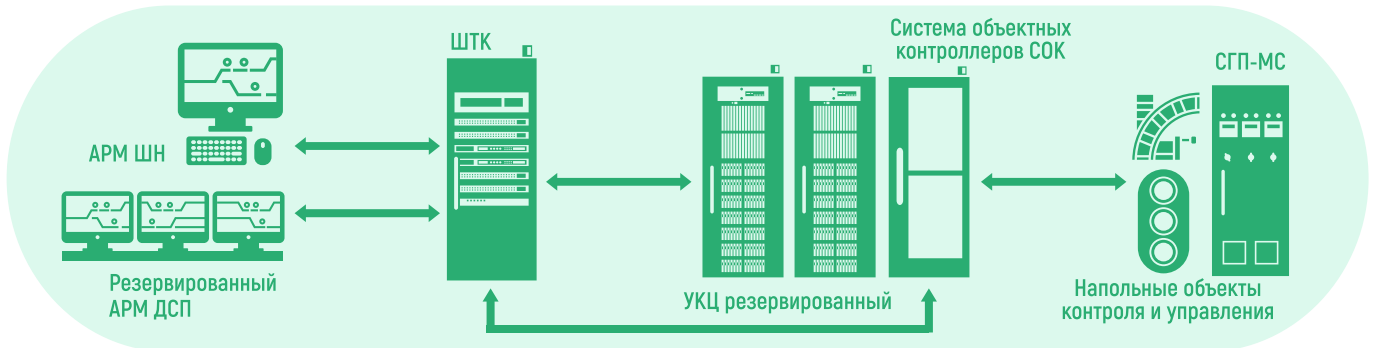 ШТК
Система объектных
контроллеров СОК
СГП-МС
АРМ ШН
Резервированный
АРМ ДСП
УКЦ резервированный
Напольные объекты
контроля и управления